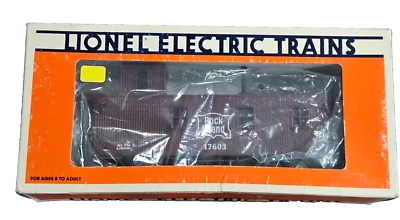 LIONEL ELECTRIC TRAINS
Rock
Island
17603
FOR AGES 8 TO ADULT